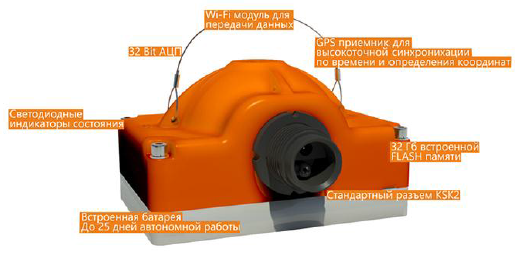 Wi-Fi модуль для
передачи данных
32 Bit АЦП
GPS приемник для
высокоточной синхронихации
по времени и определения координат
Светодиодные
индикаторы состояния
32 Гб встроенной
FLASH памяти
Стандартный разъем KSK2
Встроенная батарея
До 25 дней автономной работы